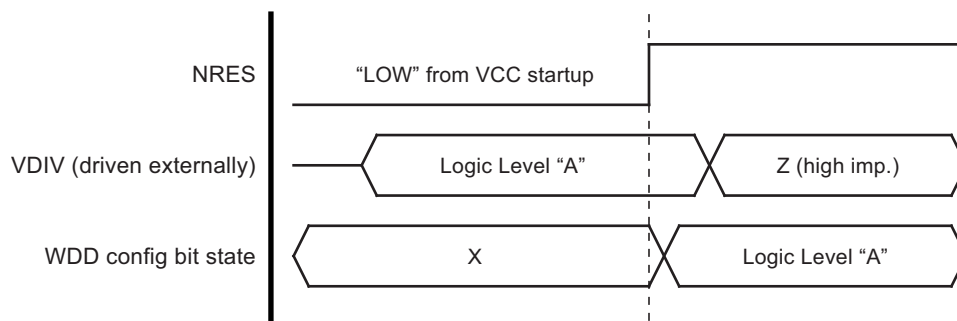 NRES
“LOW” from VCC startup
VDIV (driven externally)
Logic Level “A”
Z (high imp.)
WDD config bit state
X
Logic Level “A”